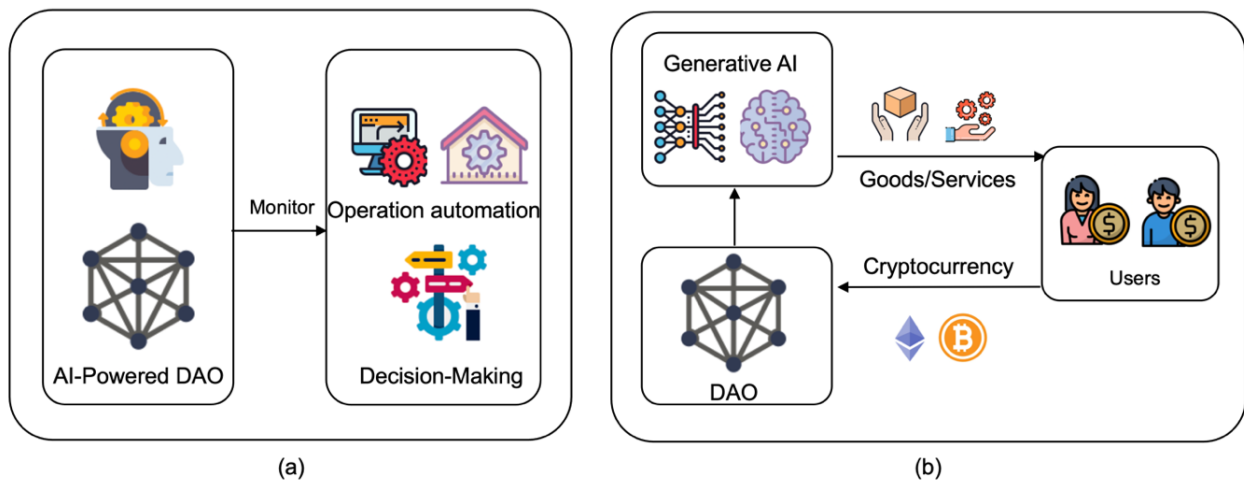 AI-Powered DAO
Monitor
Operation automation
Decision-Making
(a)
Generative AI
Goods/Services
Users
Cryptocurrency
DAO
(b)